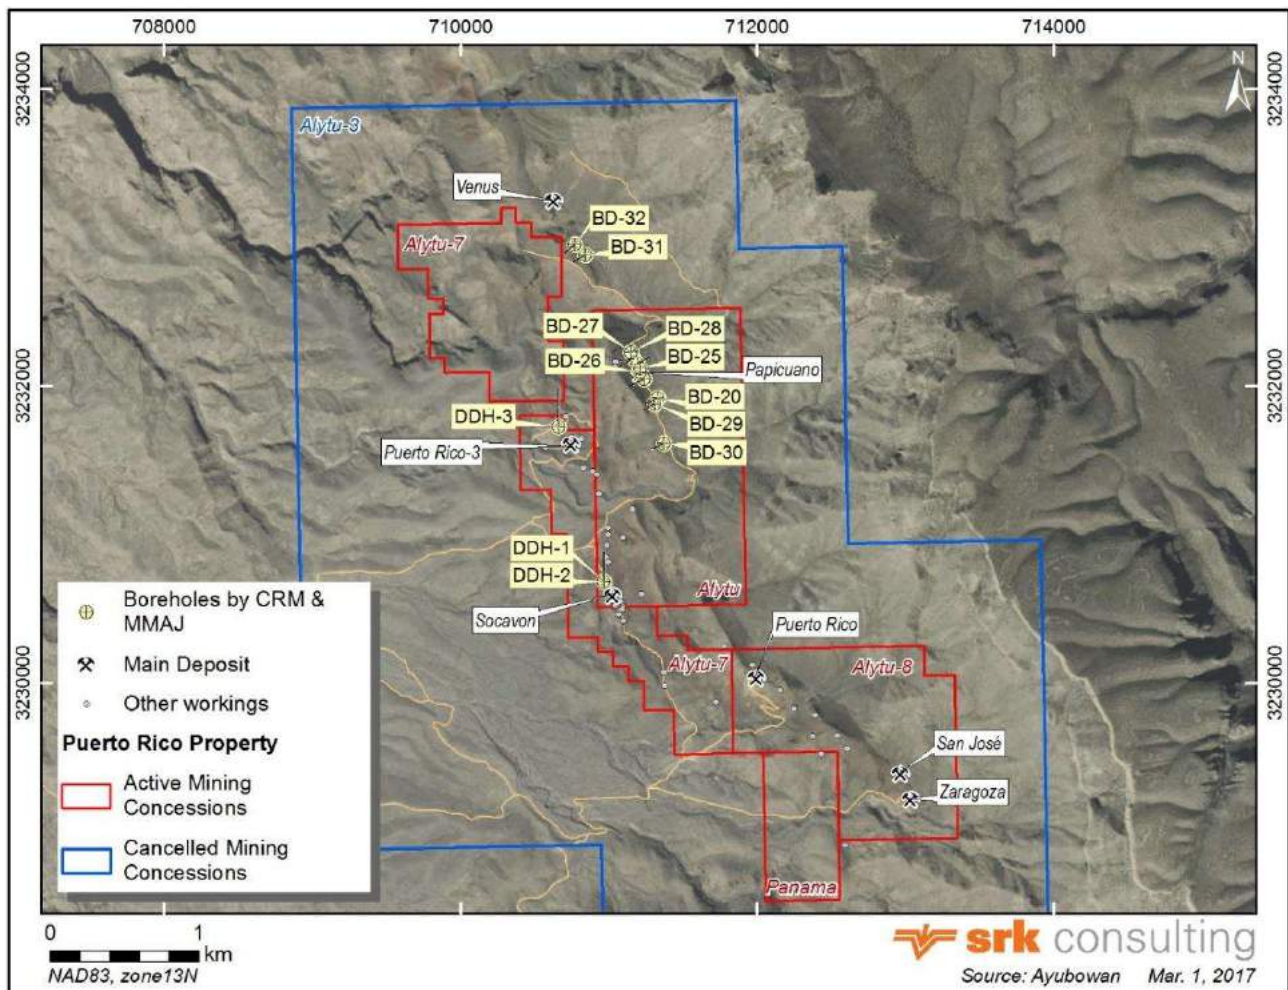 708000
710000
712000
714000
3234000
3234000
N
Alytu-3
Venus
BD-32
Alytu-7
BD-31
BD-27
BD-28
BD-26
BD-25
Papicuano
3232000
3232000
BD-20
DDH-3
BD-29
Puerto Rico-3
BD-30
DDH-1
DDH-2
Alytu
Socavon
Puerto Rico
Alytu-7
Alytu-8
3230000
3230000
San José
Zaragoza
Panama
Boreholes by CRM &
MMAJ
Main Deposit
Other workings
Puerto Rico Property
Active Mining
Concessions
Cancelled Mining
Concessions
0 1
km
NAD83, zone13N
srk consulting
Source: Ayubowan Mar. 1, 2017